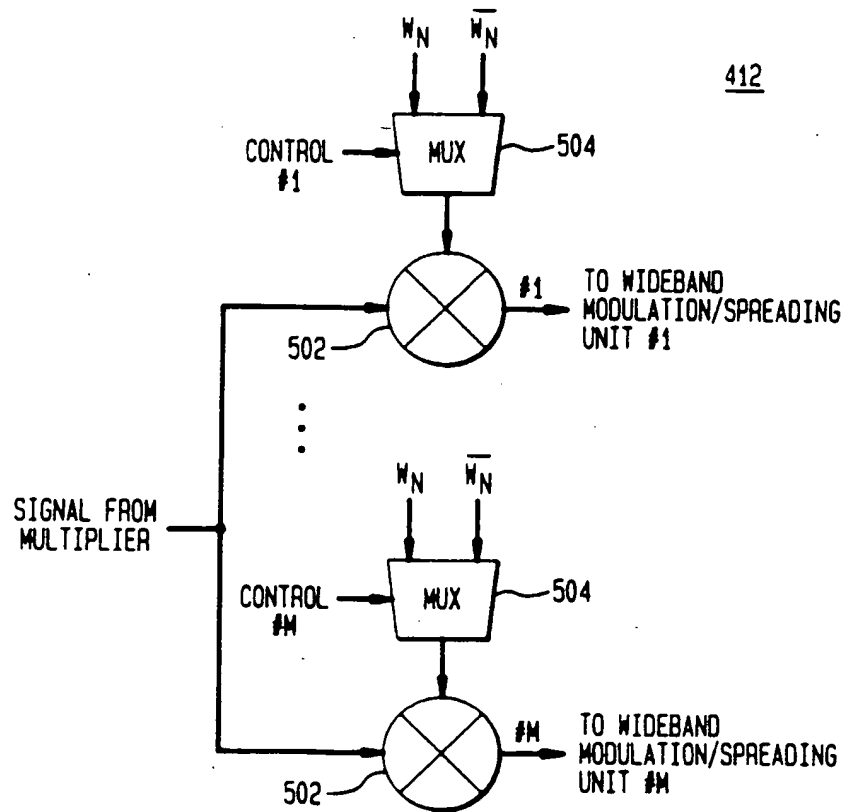 W_N  W̅_N̅
412
CONTROL
#1
MUX
504
#1
TO WIDEBAND
MODULATION/SPREADING
UNIT #1
502
W_N  W̅_N̅
SIGNAL FROM
MULTIPLIER
CONTROL
#M
MUX
504
#M
TO WIDEBAND
MODULATION/SPREADING
UNIT #M
502